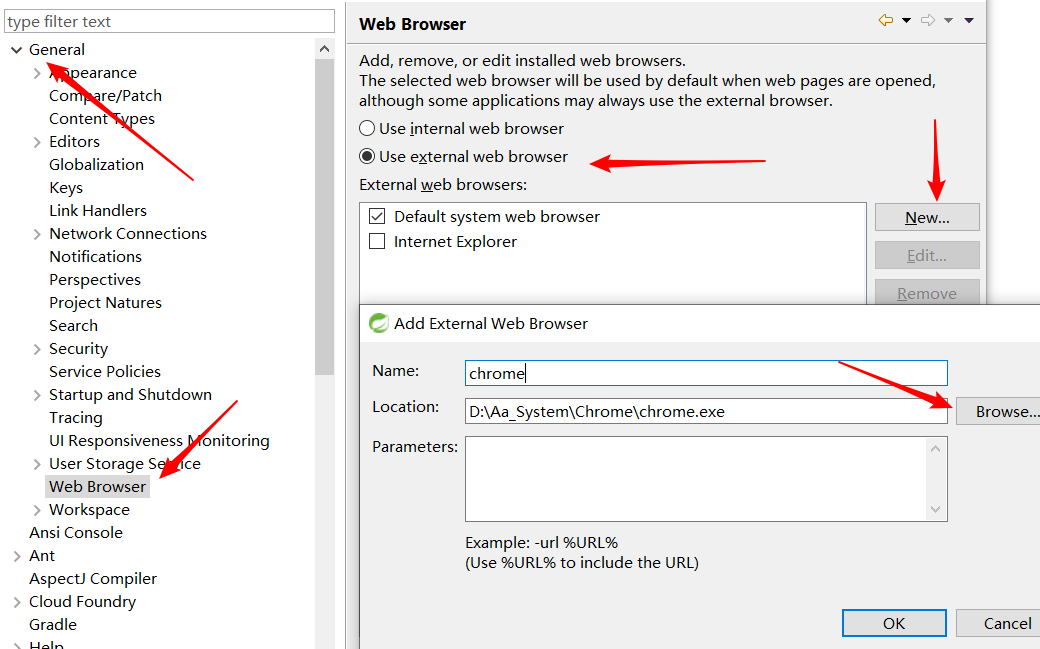 type filter text
General
Appearance
Compare/Patch
Content Types
Editors
Globalization
Keys
Link Handlers
Network Connections
Notifications
Perspectives
Project Natures
Search
Security
Service Policies
Startup and Shutdown
Tracing
UI Responsiveness Monitoring
User Storage Service
Web Browser
Workspace
Ansi Console
Ant
AspectJ Compiler
Cloud Foundry
Gradle
Help
Web Browser
Add, remove, or edit installed web browsers.
The selected web browser will be used by default when web pages are opened,
although some applications may always use the external browser.
Use internal web browser
Use external web browser
External web browsers:
Default system web browser
Internet Explorer
New...
Edit...
Remove
Add External Web Browser
Name:
chrome
Location:
D:\Aa_System\Chrome\chrome.exe
Browse...
Parameters:
Example: -url %URL%
(Use %URL% to include the URL)
OK
Cancel